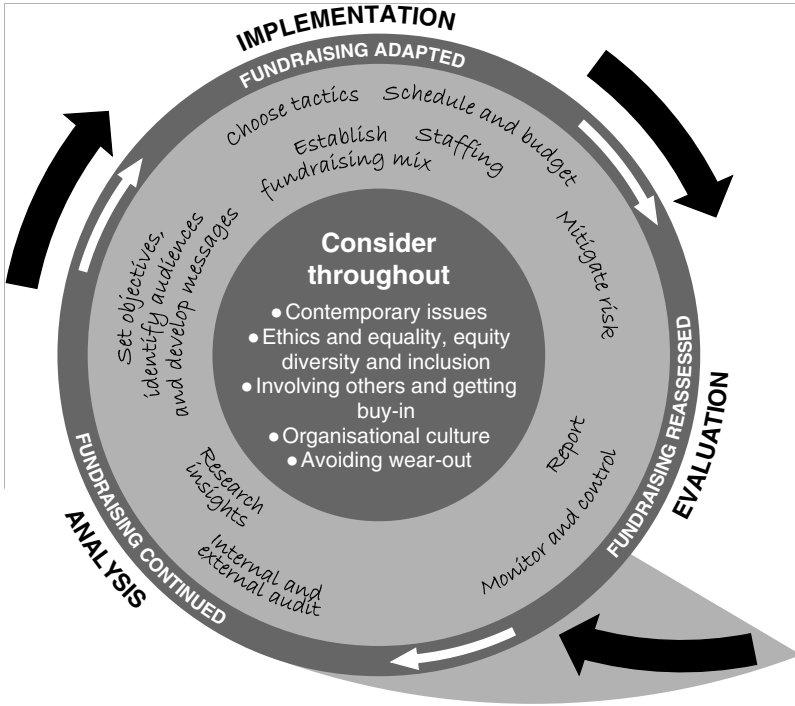 IMPLEMENTATION
FUNDRAISING ADAPTED
Choose tactics
Schedule and budget
Establish
fundraising mix
Staffing
Mitigate risk
Set objectives,
identify audiences
and develop messages
Consider
throughout
● Contemporary issues
● Ethics and equality, equity
diversity and inclusion
● Involving others and getting
buy-in
● Organisational culture
● Avoiding wear-out
FUNDRAISING REASSESSED
EVALUATION
Report
Monitor and control
Research
insights
Internal and
external audit
FUNDRAISING CONTINUED
ANALYSIS